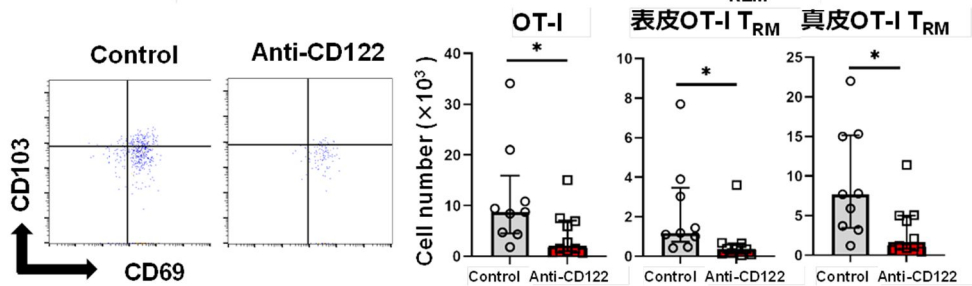 Control
Anti-CD122
CD103
CD69
Cell number (×10³)
OT-I
*
40
30
20
10
0
Control Anti-CD122
表皮OT-I TRM
*
10
8
6
4
2
0
Control Anti-CD122
真皮OT-I TRM
*
25
20
15
10
5
0
Control Anti-CD122